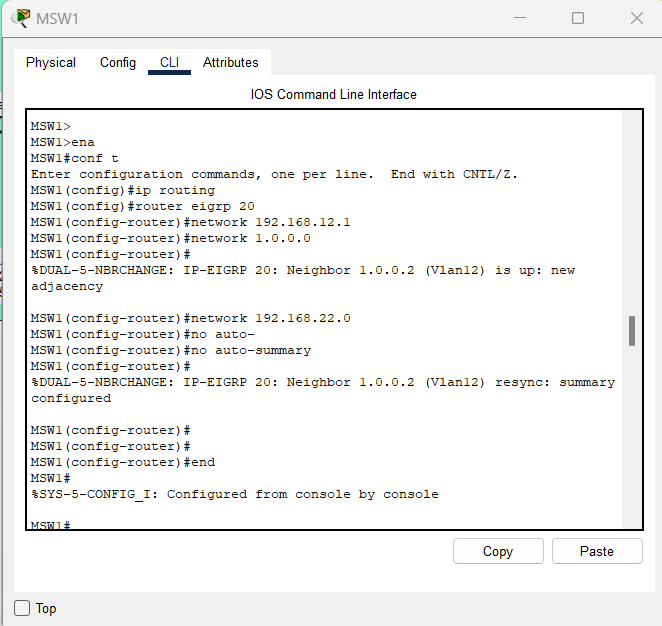 MSW1
Physical Config CLI Attributes
IOS Command Line Interface
MSW1>
MSW1>ena
MSW1#conf t
Enter configuration commands, one per line.  End with CNTL/Z.
MSW1(config)#ip routing
MSW1(config)#router eigrp 20
MSW1(config-router)#network 192.168.12.1
MSW1(config-router)#network 1.0.0.0
MSW1(config-router)#
%DUAL-5-NBRCHANGE: IP-EIGRP 20: Neighbor 1.0.0.2 (Vlan12) is up: new
adjacency
MSW1(config-router)#network 192.168.22.0
MSW1(config-router)#no auto-
MSW1(config-router)#no auto-summary
MSW1(config-router)#
%DUAL-5-NBRCHANGE: IP-EIGRP 20: Neighbor 1.0.0.2 (Vlan12) resync: summary
configured
MSW1(config-router)#
MSW1(config-router)#
MSW1(config-router)#end
MSW1#
%SYS-5-CONFIG_I: Configured from console by console
MSW1#
Copy Paste
Top